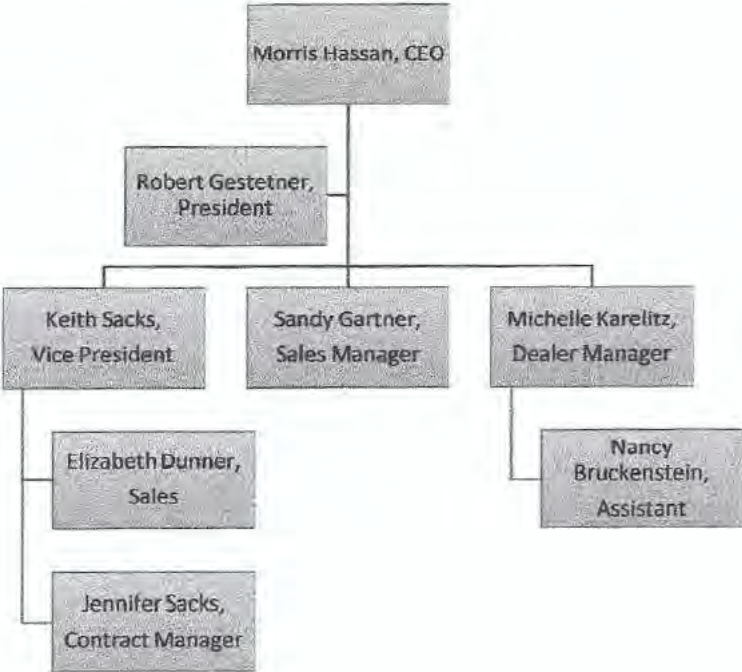 Morris Hassan, CEO
Robert Gestetner,
President
Keith Sacks,
Vice President
Sandy Gartner,
Sales Manager
Michelle Karelitz,
Dealer Manager
Elizabeth Dunner,
Sales
Nancy
Bruckenstein,
Assistant
Jennifer Sacks,
Contract Manager